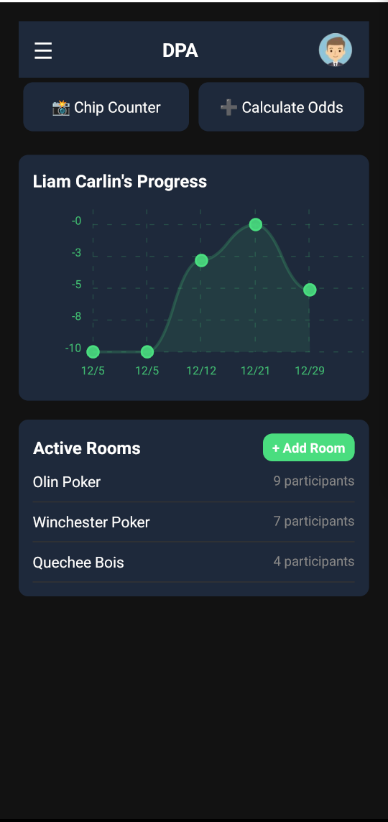 DPA
Chip Counter
Calculate Odds
Liam Carlin's Progress
-0
-3
-5
-8
-10
12/5 12/5 12/12 12/21 12/29
Active Rooms
+ Add Room
Olin Poker 9 participants
Winchester Poker 7 participants
Quechee Bois 4 participants